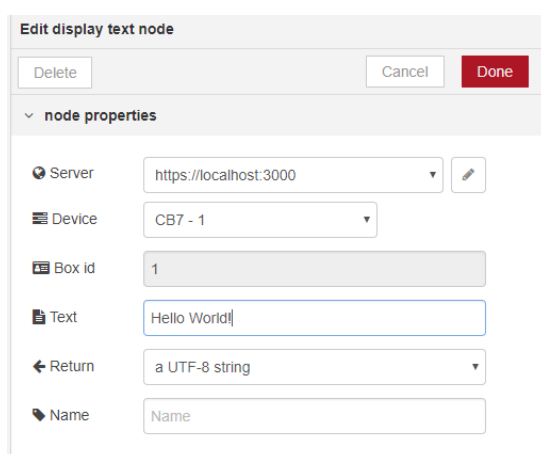 Edit display text node
Delete Cancel Done
node properties
Server https://localhost:3000
Device CB7 - 1
Box id 1
Text Hello World!
Return a UTF-8 string
Name Name